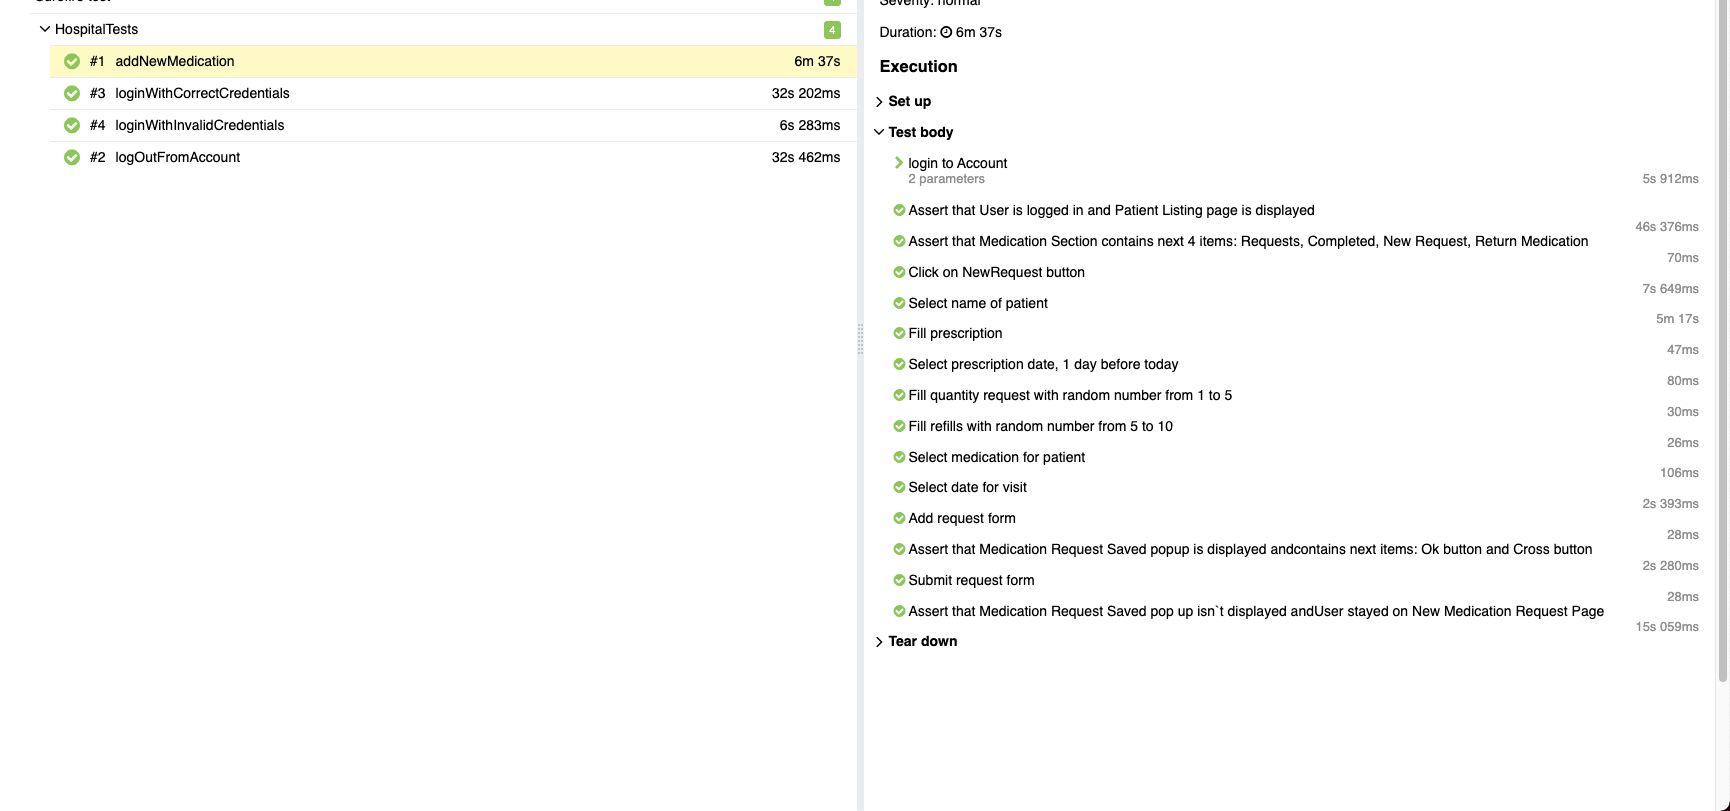 HospitalTests
4
#1 addNewMedication
6m 37s
#3 loginWithCorrectCredentials
32s 202ms
#4 loginWithInvalidCredentials
6s 283ms
#2 logOutFromAccount
32s 462ms
Severity: normal
Duration: 6m 37s
Execution
Set up
Test body
login to Account
2 parameters
5s 912ms
Assert that User is logged in and Patient Listing page is displayed
46s 376ms
Assert that Medication Section contains next 4 items: Requests, Completed, New Request, Return Medication
70ms
Click on NewRequest button
7s 649ms
Select name of patient
5m 17s
Fill prescription
47ms
Select prescription date, 1 day before today
80ms
Fill quantity request with random number from 1 to 5
30ms
Fill refills with random number from 5 to 10
26ms
Select medication for patient
106ms
Select date for visit
2s 393ms
Add request form
28ms
Assert that Medication Request Saved popup is displayed andcontains next items: Ok button and Cross button
2s 280ms
Submit request form
28ms
Assert that Medication Request Saved pop up isn`t displayed andUser stayed on New Medication Request Page
15s 059ms
Tear down